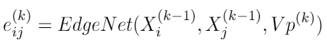 $e_{ij}^{(k)} = EdgeNet(X_i^{(k-1)}, X_j^{(k-1)}, Vp^{(k)})$